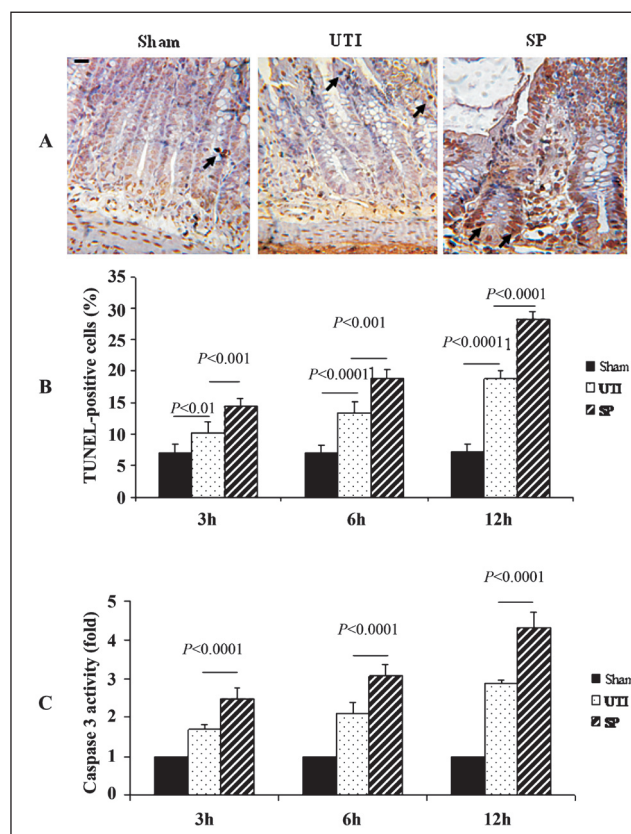 Sham UTI SP
A
TUNEL-positive cells (%)
35
30
25
20
15
10
5
0
P<0.01
P<0.001
P<0.0001
P<0.001
P<0.0001
P<0.0001
B
Sham
UTI
SP
3h 6h 12h
Caspase 3 activity (fold)
5
4
3
2
1
0
P<0.0001
P<0.0001
P<0.0001
C
Sham
UTI
SP
3h 6h 12h